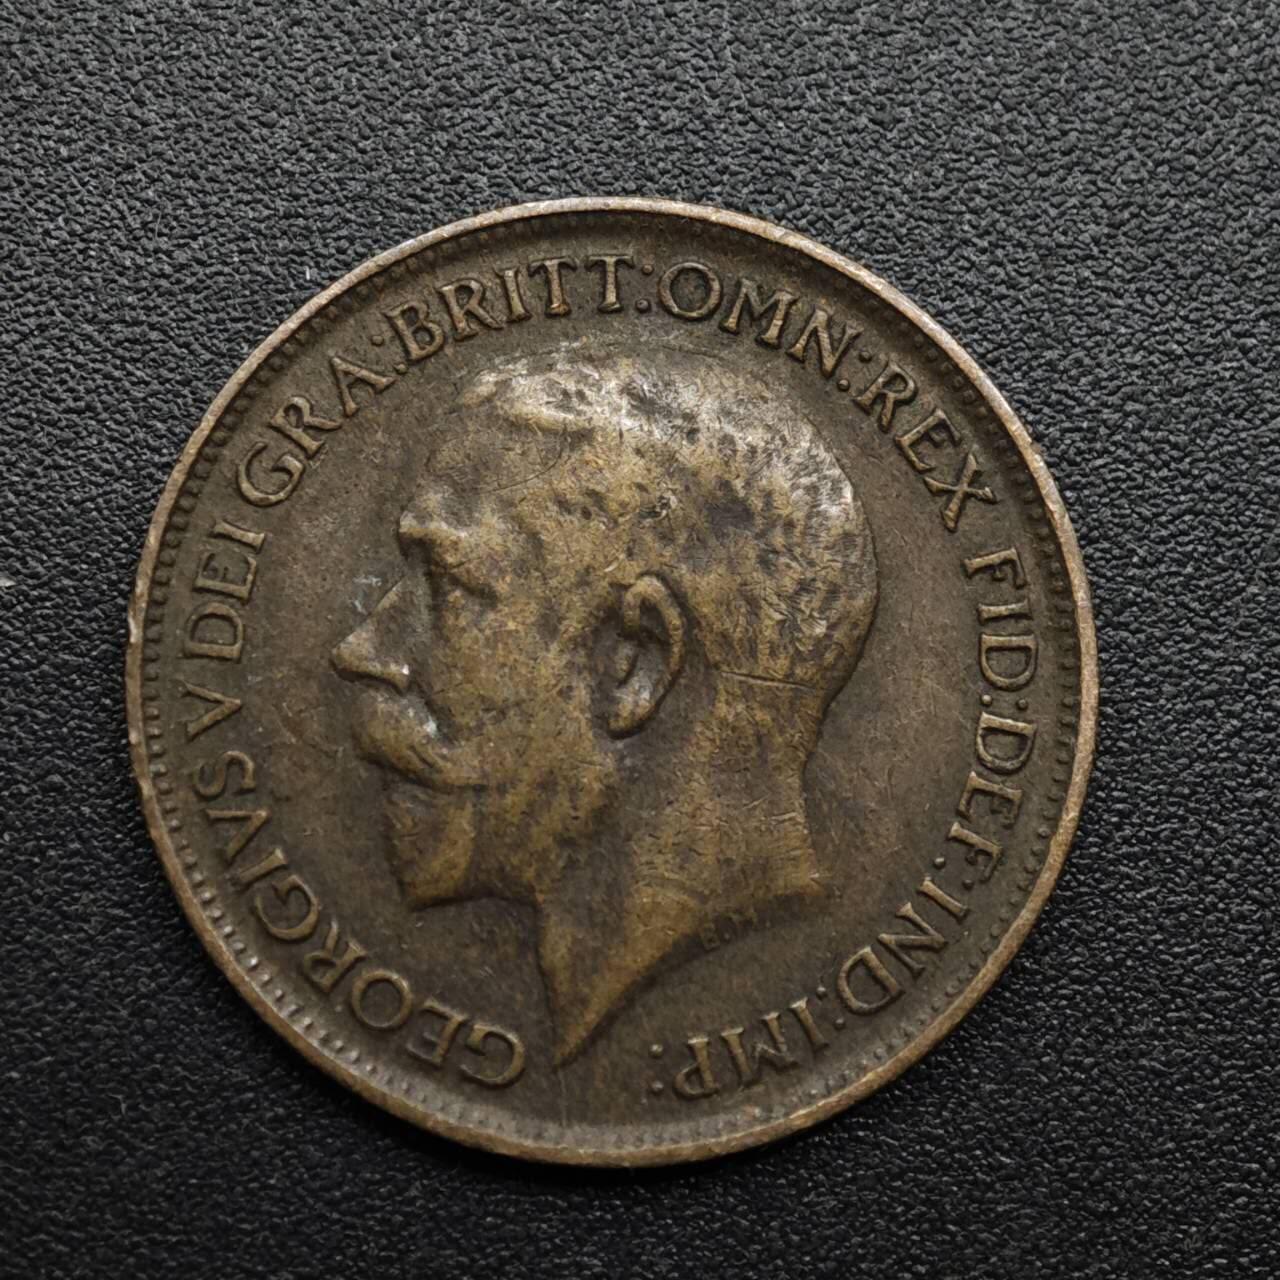 GEORGIVS V DEI GRA:BRITT:OMN:REX FID:DEF:IND:IMP:
B.M.